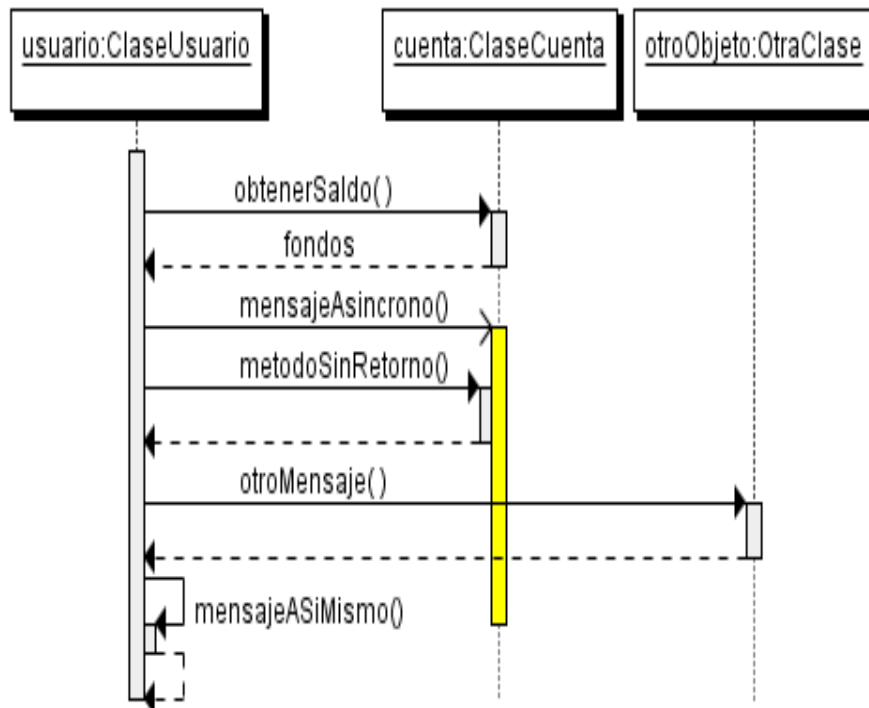 usuario:ClaseUsuario
cuenta:ClaseCuenta
otroObjeto:OtraClase
obtenerSaldo()
fondos
mensajeAsincrono()
metodoSinRetorno()
otroMensaje()
mensajeASiMismo()